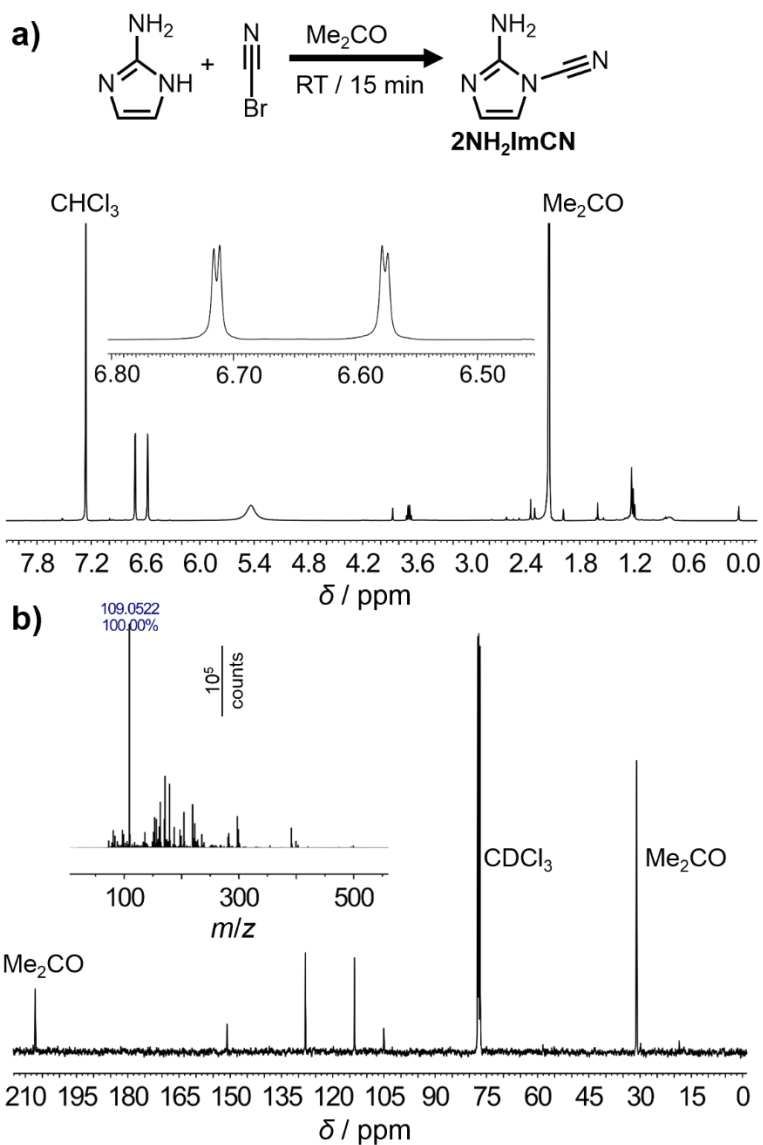 a)
NH₂
N
NH
+
N
Br
Me₂CO
RT / 15 min
NH₂
N
N
N
2NH₂ImCN
CHCl₃
Me₂CO
6.80 6.70 6.60 6.50
7.8 7.2 6.6 6.0 5.4 4.8 4.2 3.6 3.0 2.4 1.8 1.2 0.6 0.0
δ / ppm
b)
109.0522
100.00%
10⁵
counts
100 300 500
m/z
CDCl₃
Me₂CO
Me₂CO
210 195 180 165 150 135 120 105 90 75 60 45 30 15 0
δ / ppm